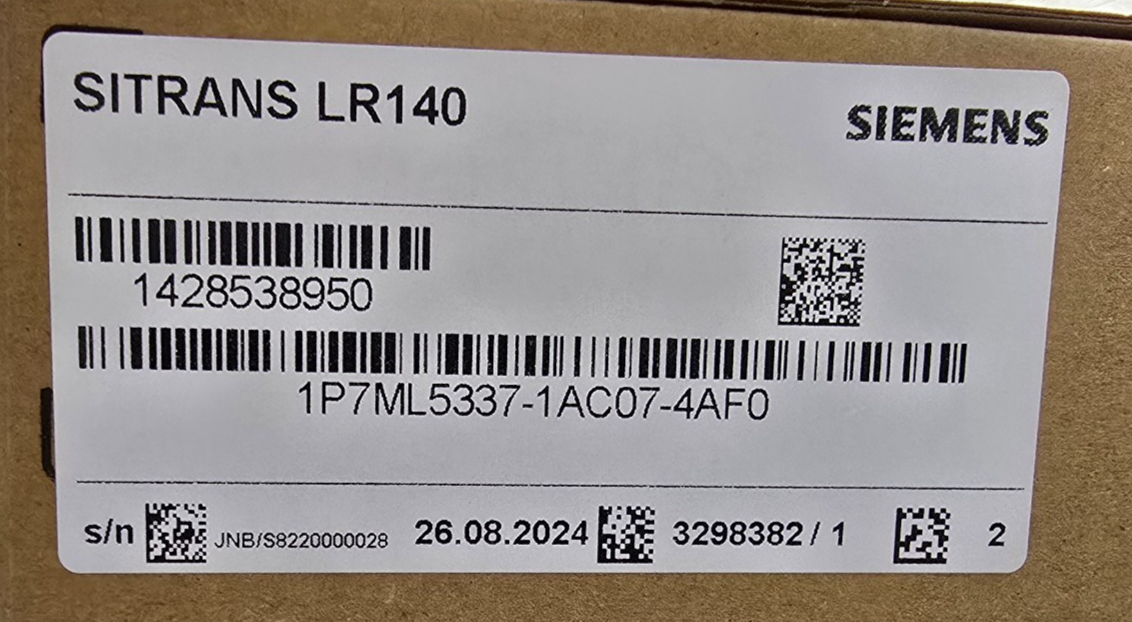 SITRANS LR140
SIEMENS
1428538950
1P7ML5337-1AC07-4AF0
s/n JNB/S8220000028 26.08.2024 3298382 / 1 2